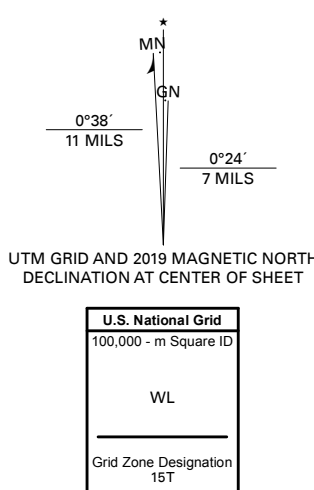 ★
MN
GN
0°38´
11 MILS
0°24´
7 MILS
UTM GRID AND 2019 MAGNETIC NORTH
DECLINATION AT CENTER OF SHEET
U.S. National Grid
100,000 - m Square ID
WL
Grid Zone Designation
15T